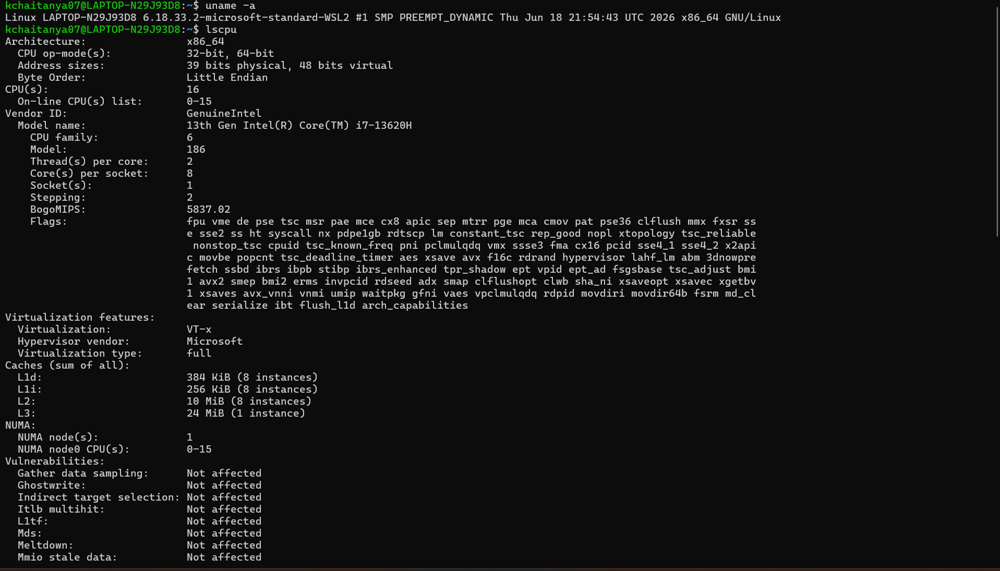 kchaitanya07@LAPTOP-N29J93D8:~$ uname -a
Linux LAPTOP-N29J93D8 6.18.33.2-microsoft-standard-WSL2 #1 SMP PREEMPT_DYNAMIC Thu Jun 18 21:54:43 UTC 2026 x86_64 GNU/Linux
kchaitanya07@LAPTOP-N29J93D8:~$ lscpu
Architecture:                x86_64
  CPU op-mode(s):            32-bit, 64-bit
  Address sizes:             39 bits physical, 48 bits virtual
  Byte Order:                Little Endian
CPU(s):                      16
  On-line CPU(s) list:       0-15
Vendor ID:                   GenuineIntel
  Model name:                13th Gen Intel(R) Core(TM) i7-13620H
    CPU family:              6
    Model:                   186
    Thread(s) per core:      2
    Core(s) per socket:      8
    Socket(s):               1
    Stepping:                2
    BogoMIPS:                5837.02
    Flags:                   fpu vme de pse tsc msr pae mce cx8 apic sep mtrr pge mca cmov pat pse36 clflush mmx fxsr ss
                             e sse2 ss ht syscall nx pdpe1gb rdtscp lm constant_tsc rep_good nopl xtopology tsc_reliable
                              nonstop_tsc cpuid tsc_known_freq pni pclmulqdq vmx ssse3 fma cx16 pcid sse4_1 sse4_2 x2api
                             c movbe popcnt tsc_deadline_timer aes xsave avx f16c rdrand hypervisor lahf_lm abm 3dnowpre
                             fetch ssbd ibrs ibpb stibp ibrs_enhanced tpr_shadow ept vpid ept_ad fsgsbase tsc_adjust bmi
                             1 avx2 smep bmi2 erms invpcid rdseed adx smap clflushopt clwb sha_ni xsaveopt xsavec xgetbv
                             1 xsaves avx_vnni vnmi umip waitpkg gfni vaes vpclmulqdq rdpid movdiri movdir64b fsrm md_cl
                             ear serialize ibt flush_l1d arch_capabilities
Virtualization features:
  Virtualization:            VT-x
  Hypervisor vendor:         Microsoft
  Virtualization type:       full
Caches (sum of all):
  L1d:                       384 KiB (8 instances)
  L1i:                       256 KiB (8 instances)
  L2:                        10 MiB (8 instances)
  L3:                        24 MiB (1 instance)
NUMA:
  NUMA node(s):              1
  NUMA node0 CPU(s):         0-15
Vulnerabilities:
  Gather data sampling:      Not affected
  Ghostwrite:                Not affected
  Indirect target selection: Not affected
  Itlb multihit:             Not affected
  L1tf:                      Not affected
  Mds:                       Not affected
  Meltdown:                  Not affected
  Mmio stale data:           Not affected